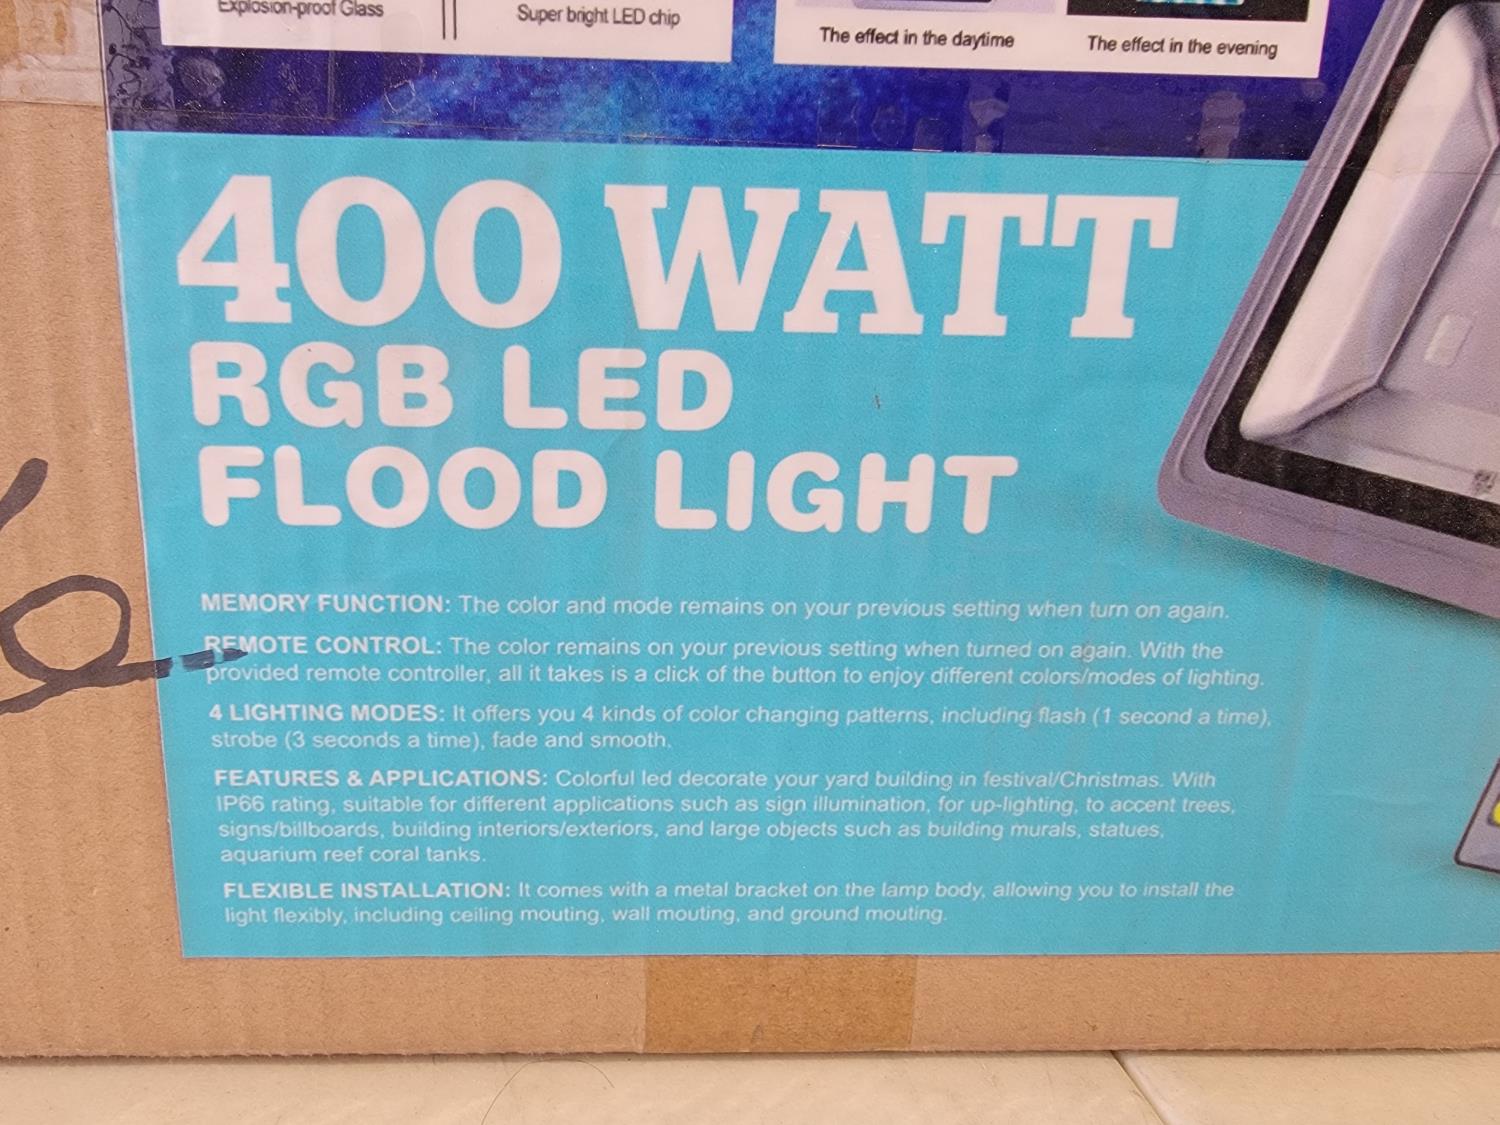 Explosion-proof Glass
Super bright LED chip
The effect in the daytime
The effect in the evening
400 WATT
RGB LED
FLOOD LIGHT
MEMORY FUNCTION: The color and mode remains on your previous setting when turn on again.
REMOTE CONTROL: The color remains on your previous setting when turned on again. With the
provided remote controller, all it takes is a click of the button to enjoy different colors/modes of lighting.
4 LIGHTING MODES: It offers you 4 kinds of color changing patterns, including flash (1 second a time),
strobe (3 seconds a time), fade and smooth.
FEATURES & APPLICATIONS: Colorful led decorate your yard building in festival/Christmas. With
IP66 rating, suitable for different applications such as sign illumination, for up-lighting, to accent trees,
signs/billboards, building interiors/exteriors, and large objects such as building murals, statues,
aquarium reef coral tanks.
FLEXIBLE INSTALLATION: It comes with a metal bracket on the lamp body, allowing you to install the
light flexibly, including ceiling mouting, wall mouting, and ground mouting.